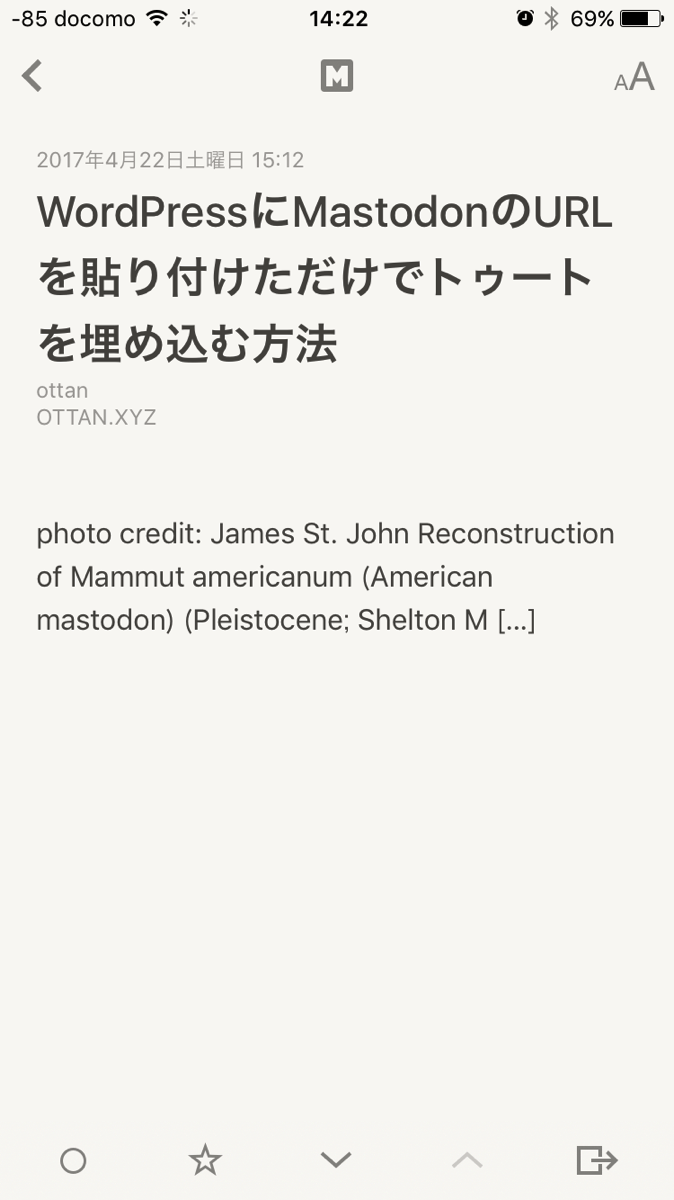 -85 docomo 14:22 69%
M
AA
2017年4月22日土曜日 15:12
WordPressにMastodonのURL
を貼り付けただけでトゥート
を埋め込む方法
ottan
OTTAN.XYZ
photo credit: James St. John Reconstruction
of Mammut americanum (American
mastodon) (Pleistocene; Shelton M [...]